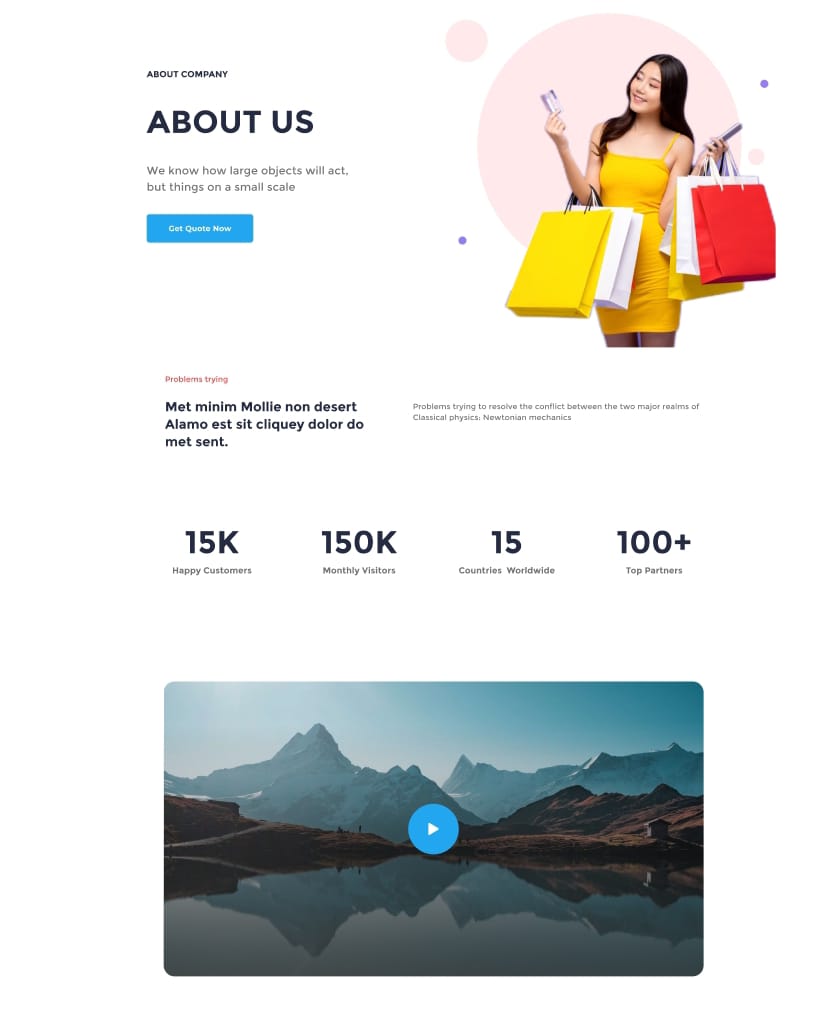 ABOUT COMPANY
ABOUT US
We know how large objects will act,
but things on a small scale
Get Quote Now
Problems trying
Met minim Mollie non desert
Alamo est sit cliquey dolor do
met sent.
Problems trying to resolve the conflict between the two major realms of
Classical physics: Newtonian mechanics
15K
Happy Customers
150K
Monthly Visitors
15
Countries  Worldwide
100+
Top Partners